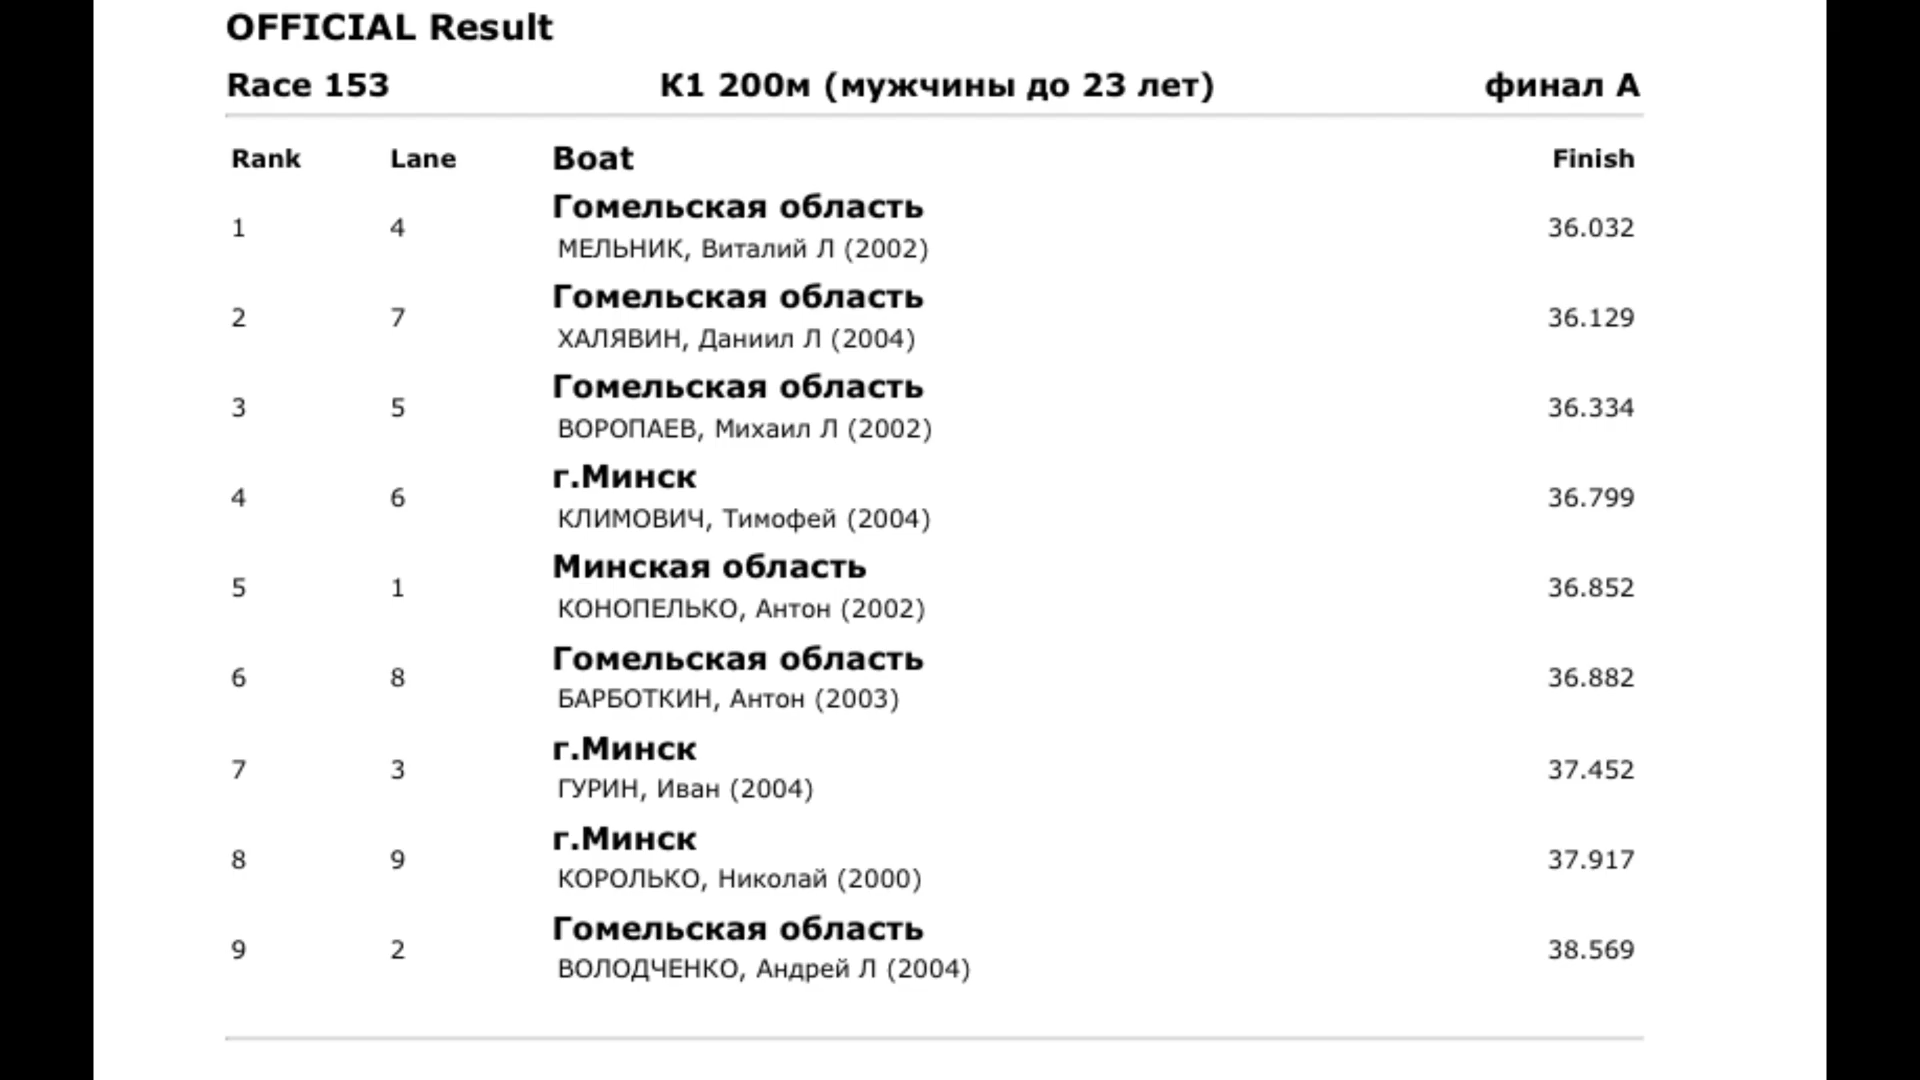 OFFICIAL Result
Race 153 К1 200м (мужчины до 23 лет) финал А
Rank Lane Boat Finish
Гомельская область
1 4 36.032
МЕЛЬНИК, Виталий Л (2002)
Гомельская область
2 7 36.129
ХАЛЯВИН, Даниил Л (2004)
Гомельская область
3 5 36.334
ВОРОПАЕВ, Михаил Л (2002)
г.Минск
4 6 36.799
КЛИМОВИЧ, Тимофей (2004)
Минская область
5 1 36.852
КОНОПЕЛЬКО, Антон (2002)
Гомельская область
6 8 36.882
БАРБОТКИН, Антон (2003)
г.Минск
7 3 37.452
ГУРИН, Иван (2004)
г.Минск
8 9 37.917
КОРОЛЬКО, Николай (2000)
Гомельская область
9 2 38.569
ВОЛОДЧЕНКО, Андрей Л (2004)